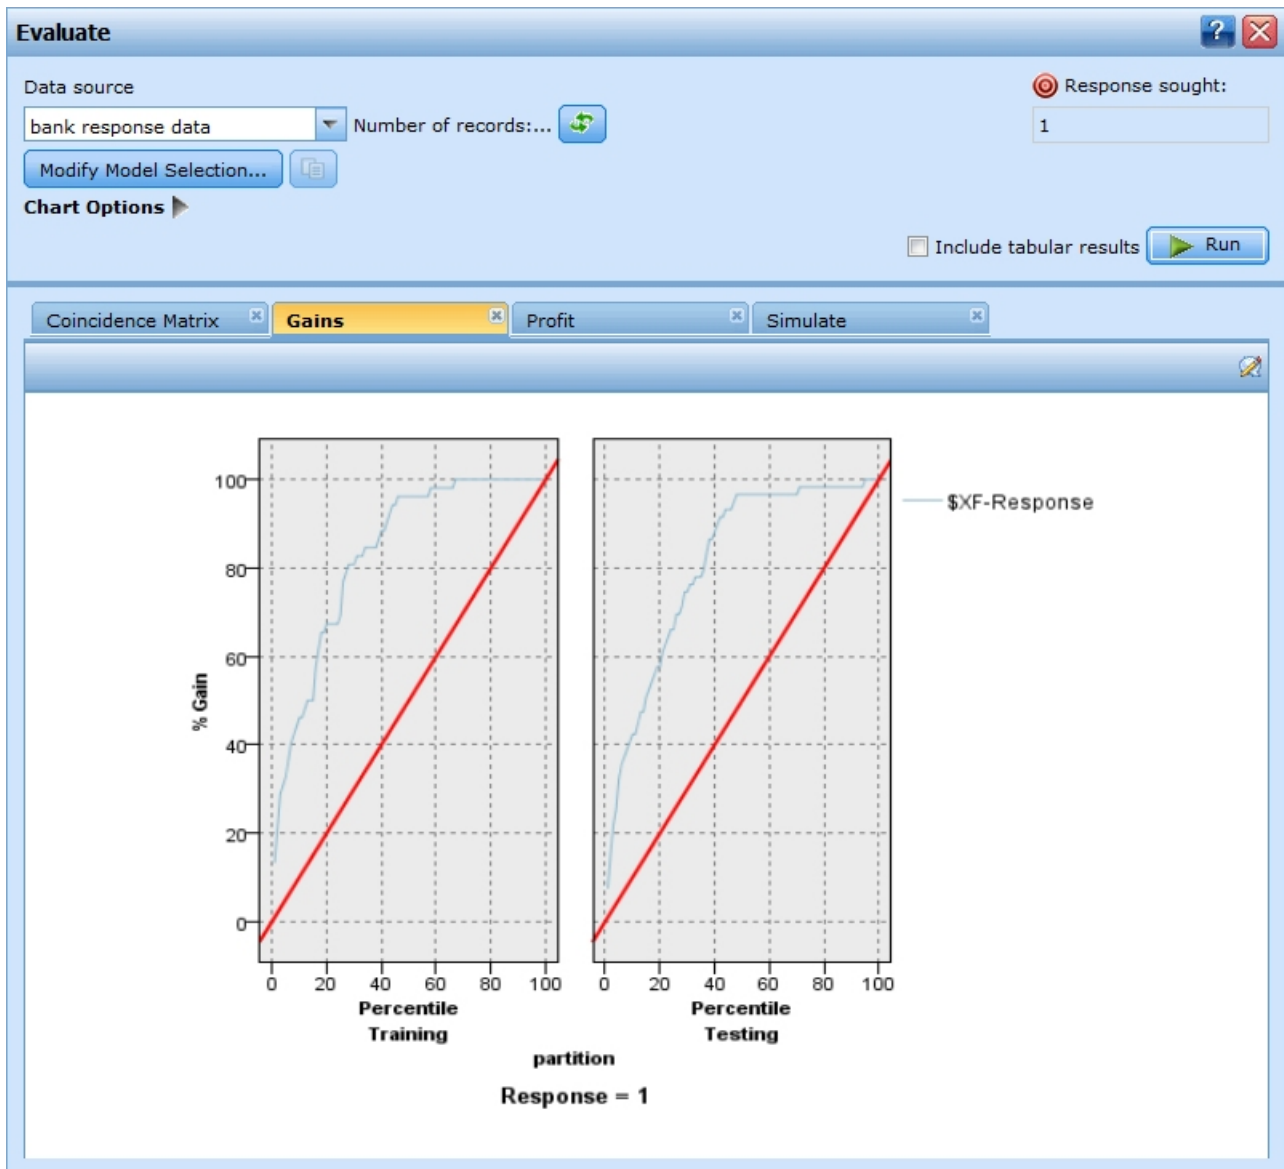 Evaluate
?
Data source
Response sought:
bank response data
Number of records:...
1
Modify Model Selection...
Chart Options
Include tabular results
Run
Coincidence Matrix
Gains
Profit
Simulate
100
80
60
40
20
0
% Gain
$XF-Response
0 20 40 60 80 100
0 20 40 60 80 100
Percentile
Percentile
Training
Testing
partition
Response = 1